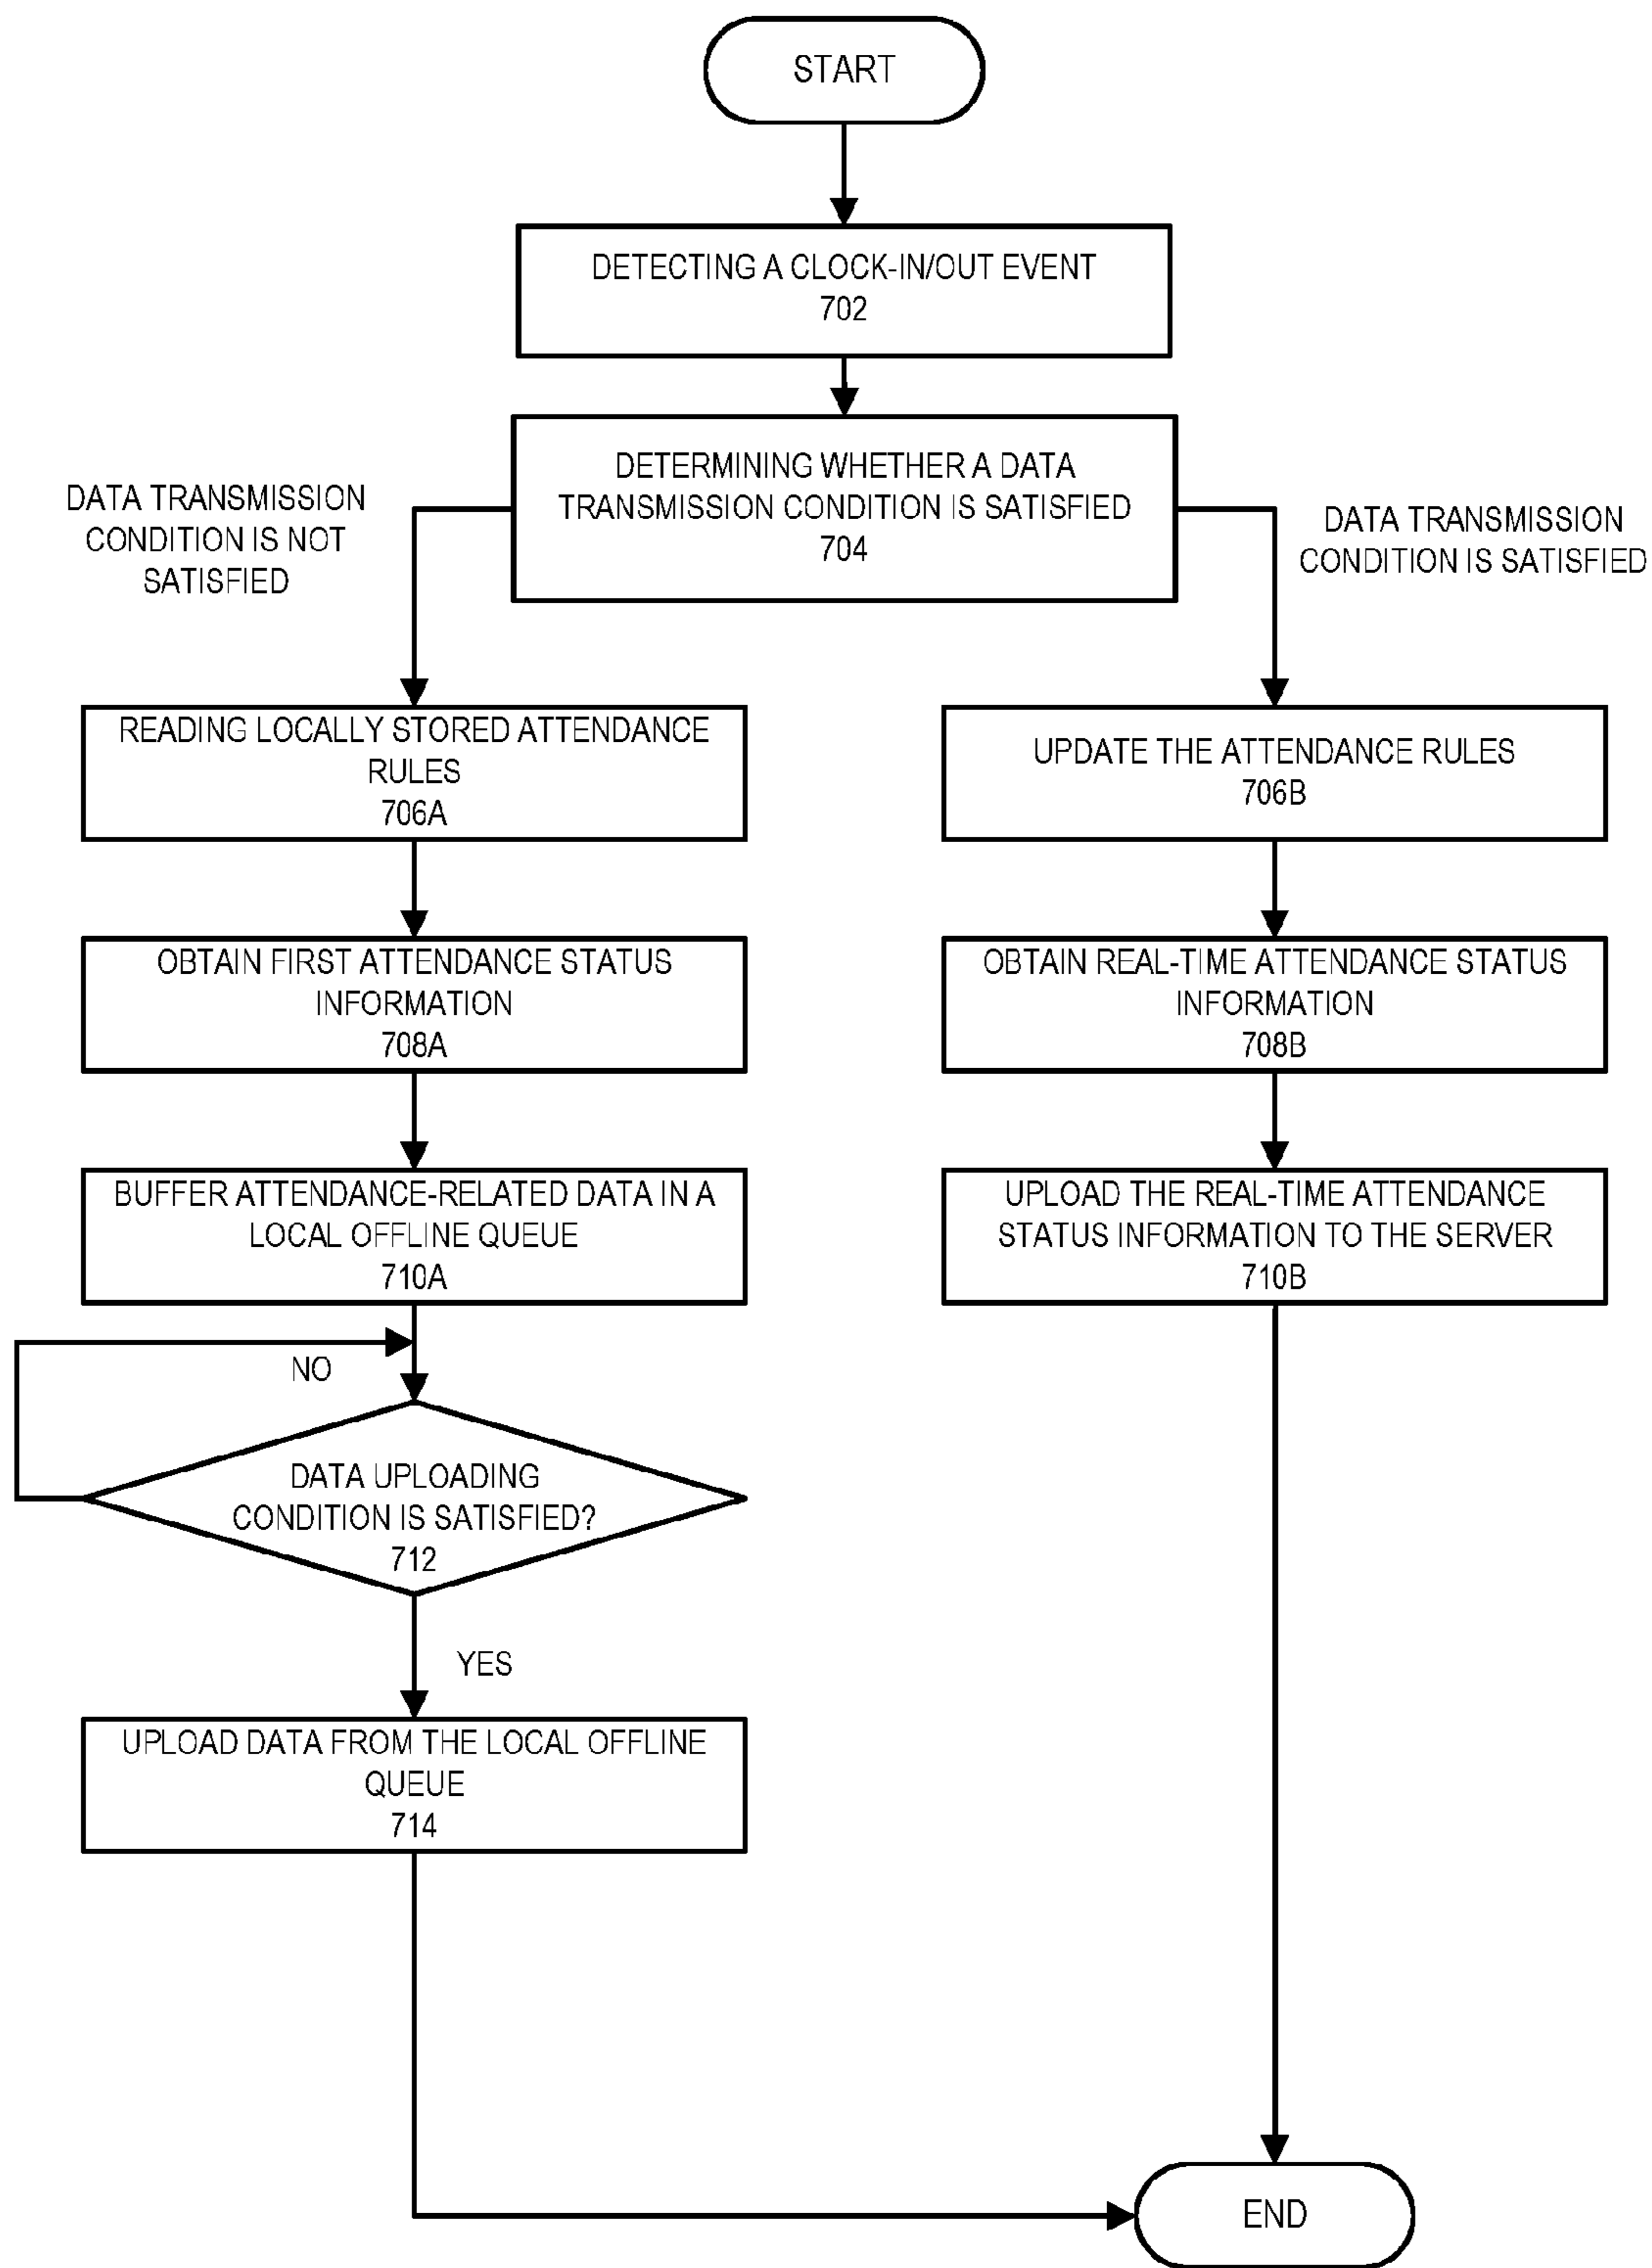 START
DETECTING A CLOCK-IN/OUT EVENT
702
DETERMINING WHETHER A DATA
TRANSMISSION CONDITION IS SATISFIED
704
DATA TRANSMISSION
CONDITION IS NOT
SATISFIED
DATA TRANSMISSION
CONDITION IS SATISFIED
READING LOCALLY STORED ATTENDANCE
RULES
706A
UPDATE THE ATTENDANCE RULES
706B
OBTAIN FIRST ATTENDANCE STATUS
INFORMATION
708A
OBTAIN REAL-TIME ATTENDANCE STATUS
INFORMATION
708B
BUFFER ATTENDANCE-RELATED DATA IN A
LOCAL OFFLINE QUEUE
710A
UPLOAD THE REAL-TIME ATTENDANCE
STATUS INFORMATION TO THE SERVER
710B
NO
DATA UPLOADING
CONDITION IS SATISFIED?
712
YES
UPLOAD DATA FROM THE LOCAL OFFLINE
QUEUE
714
END